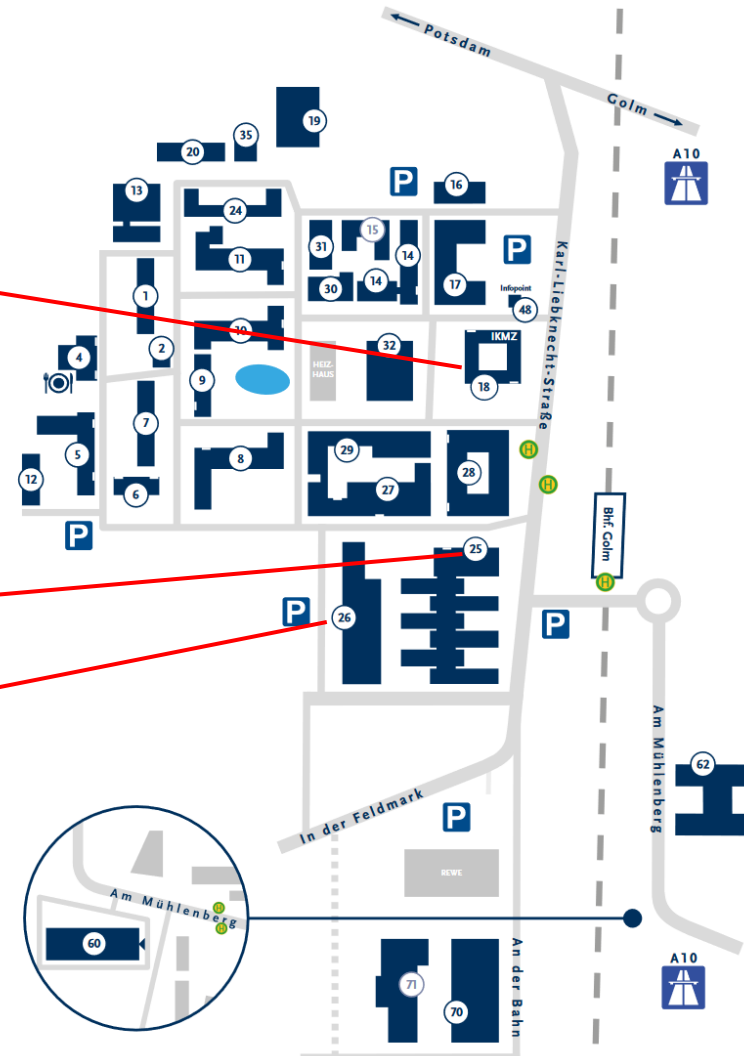 Potsdam
Golm
A10
19
35
20
13
16
P
24
15
31
14
11
17
P
Karl-Liebknecht-Straße
1
30
14
Infopoint
48
10
IKMZ
2
32
4
HEIZ-
HAUS
9
18
7
29
H
5
8
28
12
27
H
6
P
Bhf. Golm
25
H
P
26
P
Am Mühlenberg
62
In der Feldmark
P
REWE
Am Mühlenberg
H
H
60
An der Bahn
A10
71
70